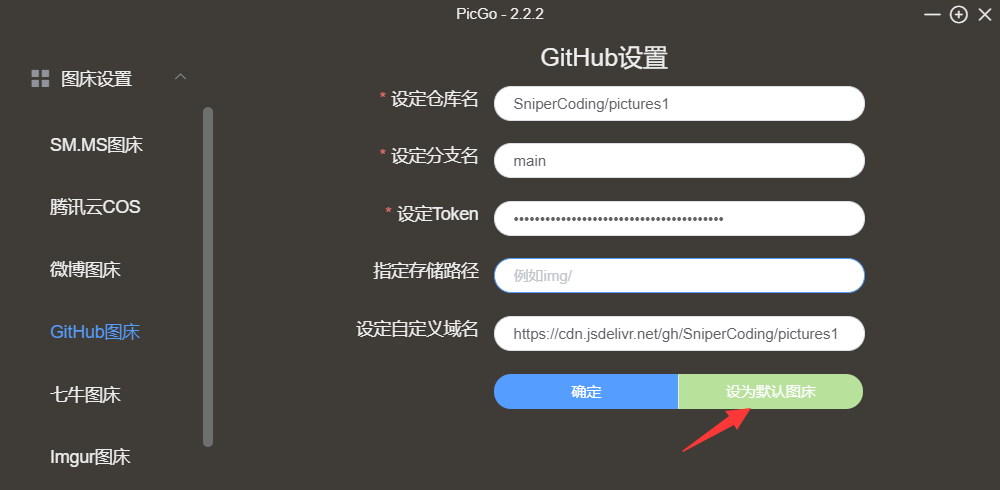 PicGo - 2.2.2
图床设置
SM.MS图床
腾讯云COS
微博图床
GitHub图床
七牛图床
Imgur图床
GitHub设置
* 设定仓库名 SniperCoding/pictures1
* 设定分支名 main
* 设定Token
指定存储路径 例如img/
设定自定义域名 https://cdn.jsdelivr.net/gh/SniperCoding/pictures1
确定 设为默认图床